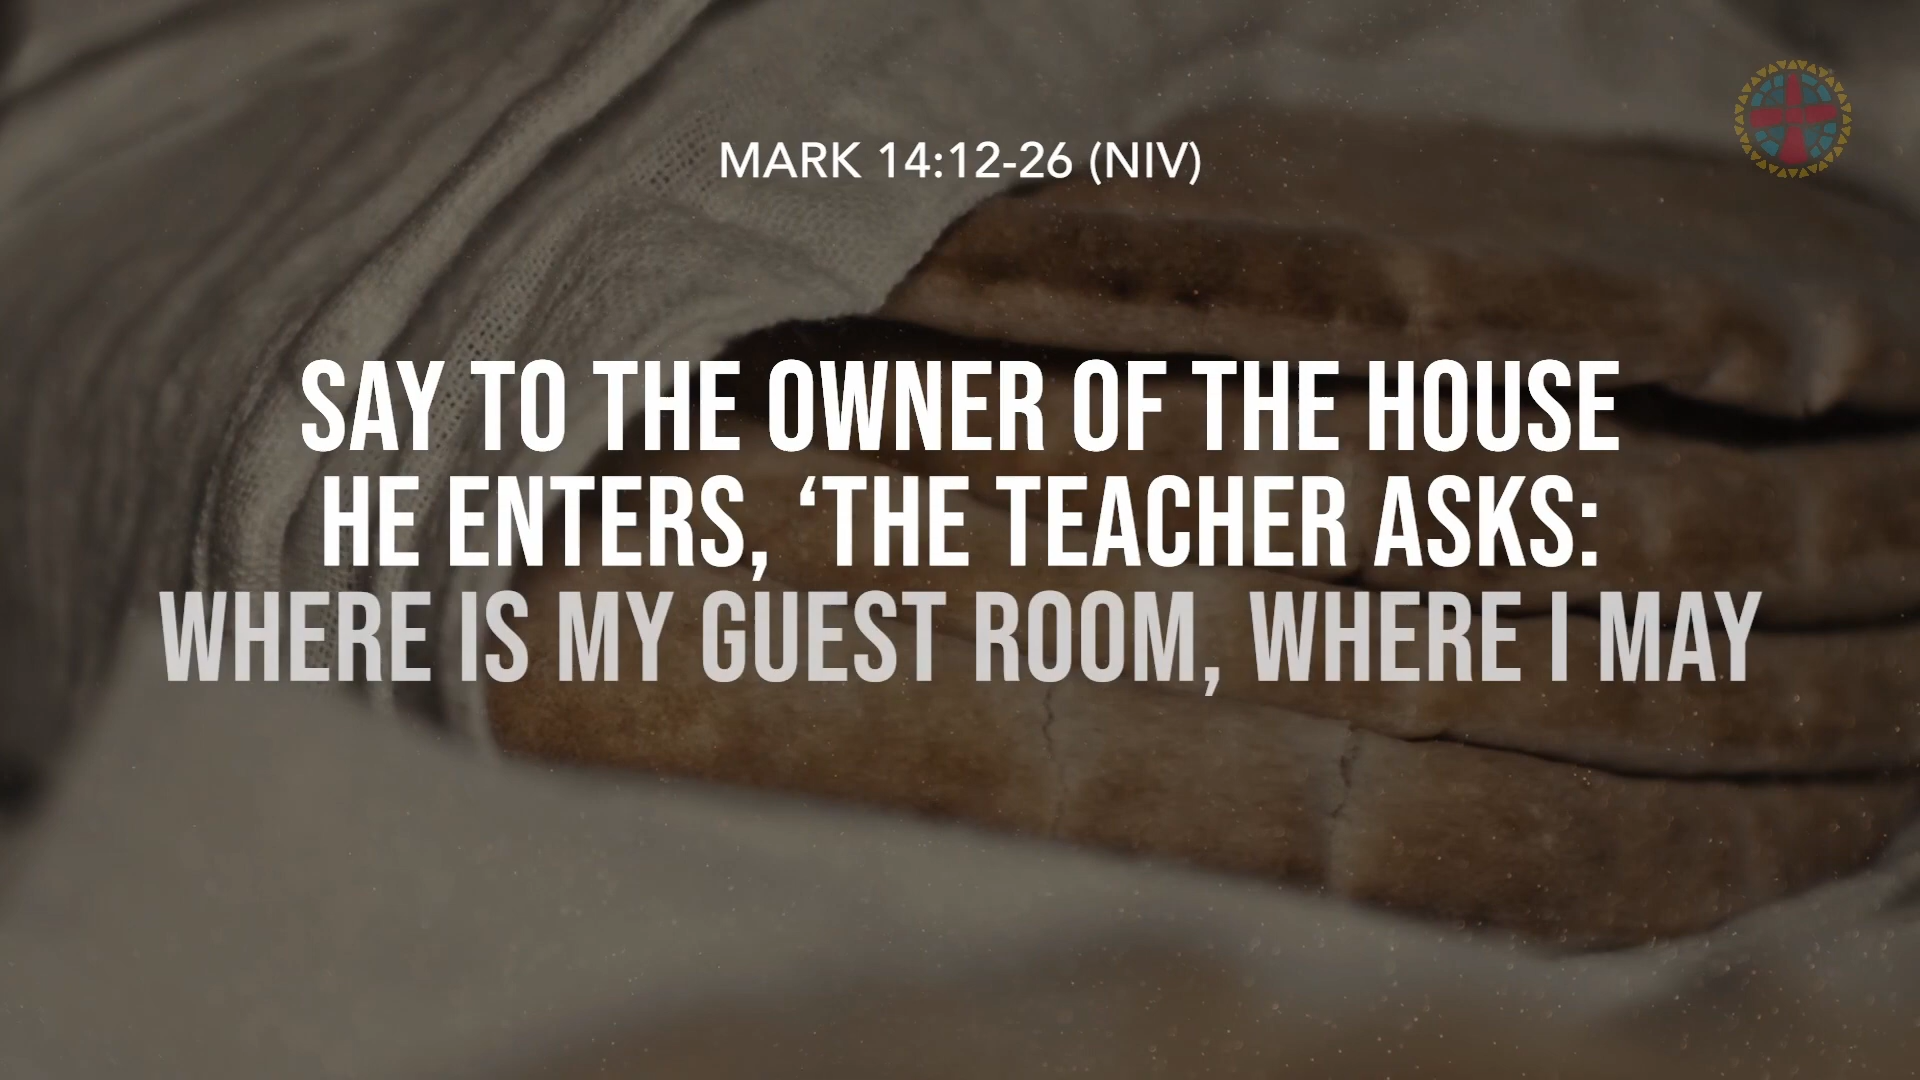 MARK 14:12-26 (NIV)
SAY TO THE OWNER OF THE HOUSE
HE ENTERS, ‘THE TEACHER ASKS:
WHERE IS MY GUEST ROOM, WHERE I MAY